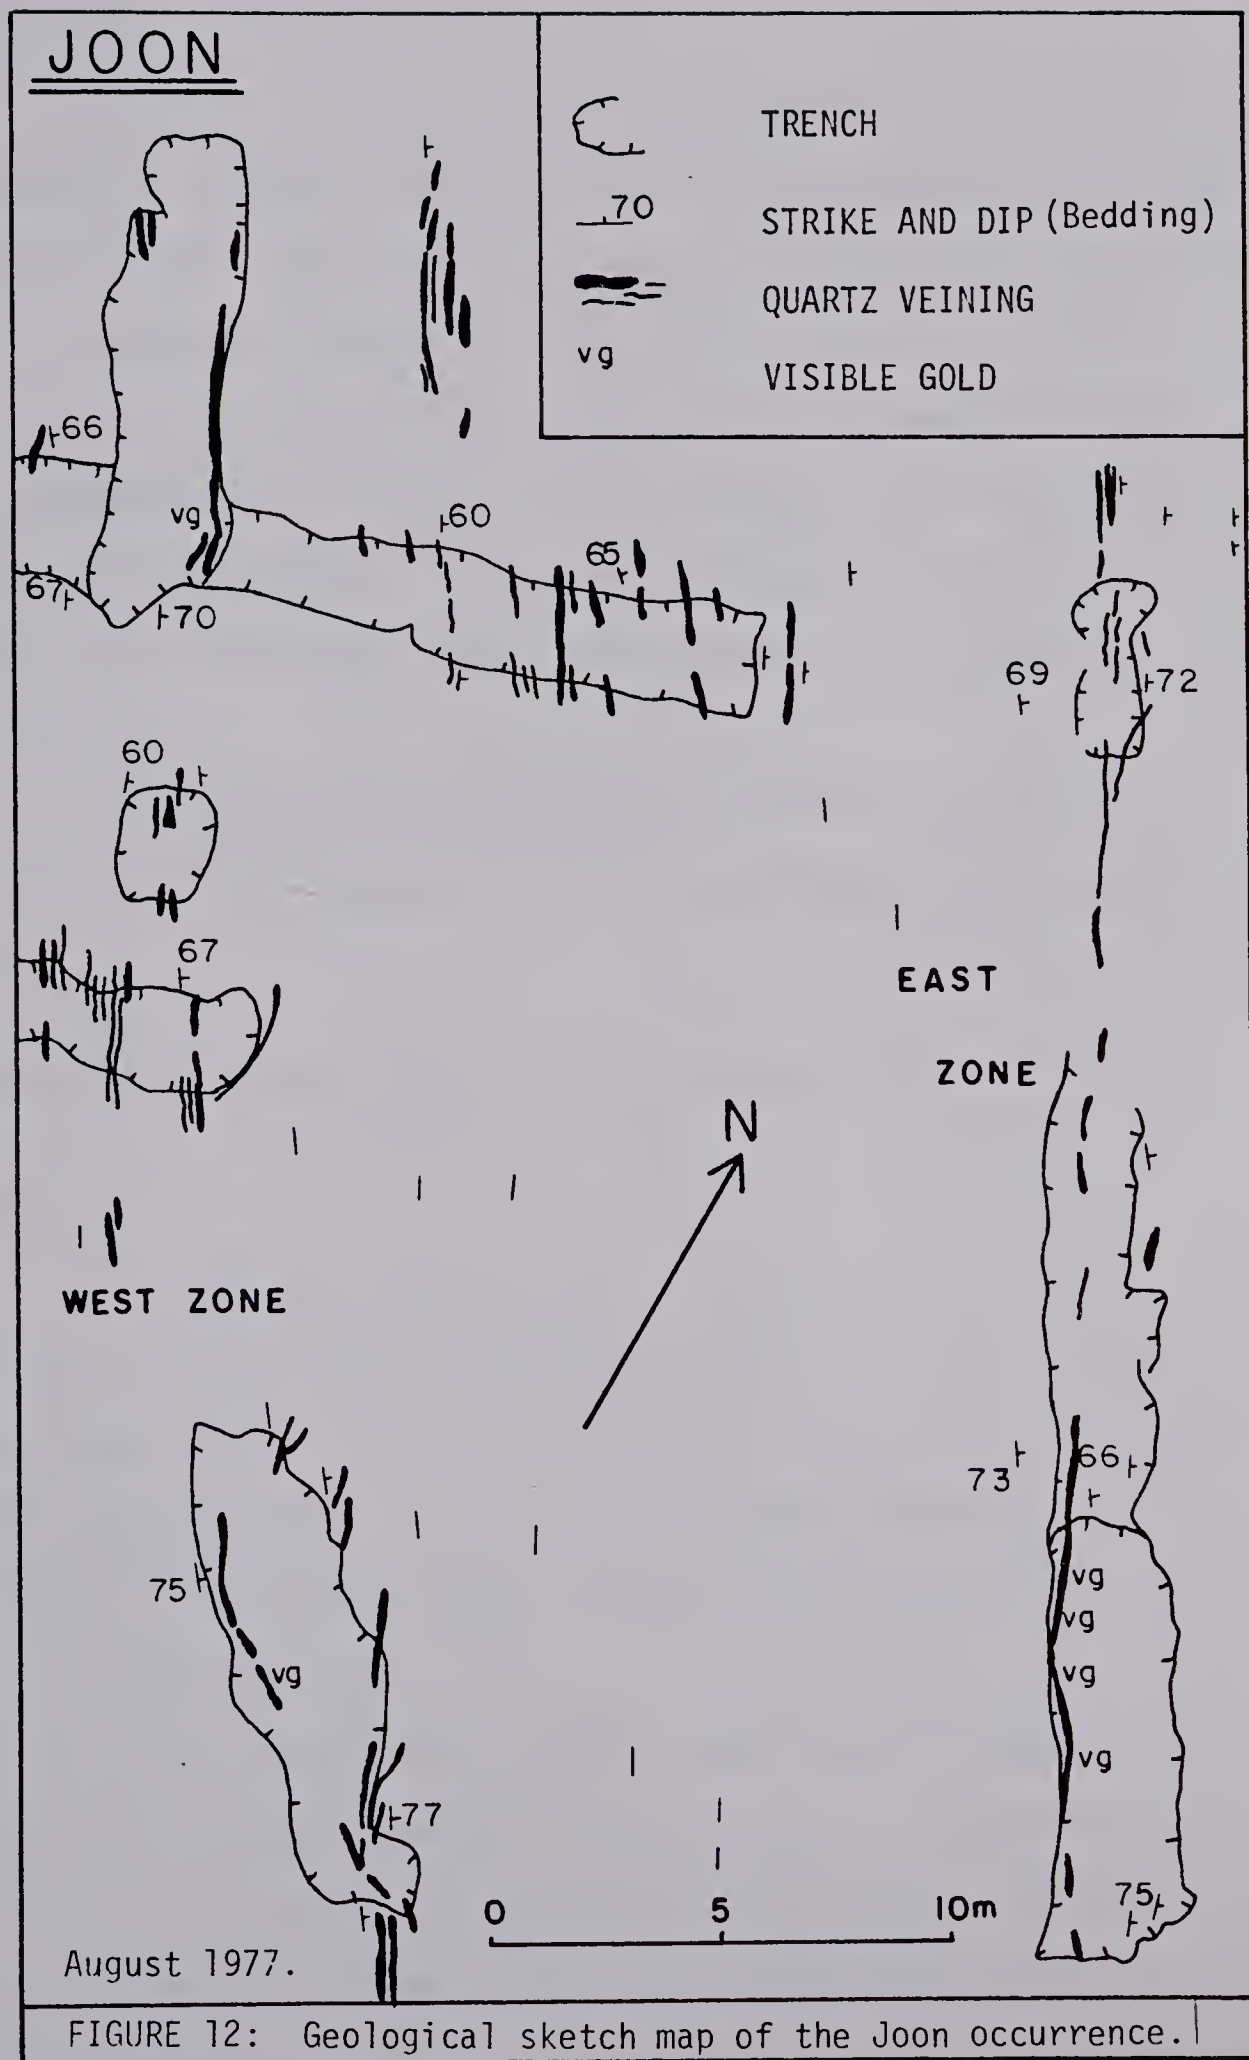 JOON
TRENCH
70 STRIKE AND DIP (Bedding)
QUARTZ VEINING
vg VISIBLE GOLD
66
vg
60
65
67
70
69
72
60
67
EAST
ZONE
N
WEST ZONE
73
66
75
vg
vg
vg
vg
vg
77
75
0 5 10m
August 1977.
FIGURE 12: Geological sketch map of the Joon occurrence.